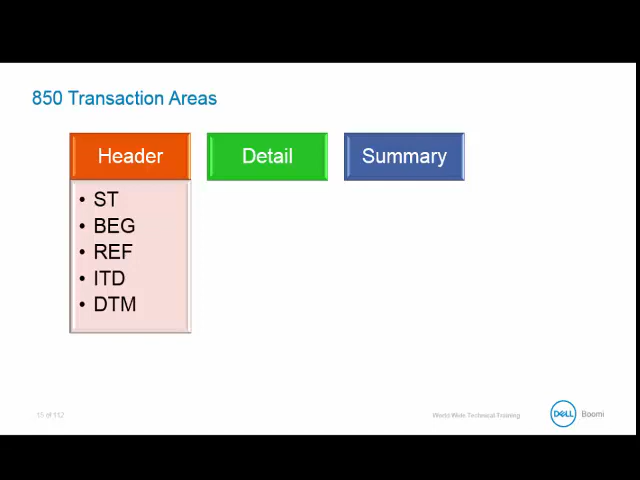 850 Transaction Areas
Header
Detail
Summary
• ST
• BEG
• REF
• ITD
• DTM
15 of 112
World Wide Technical Training
DELL
Boomi